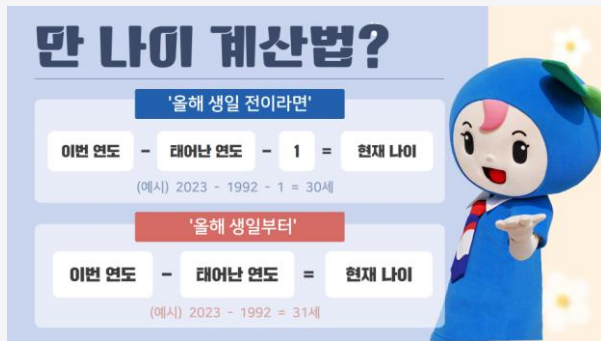 만 나이 계산법?
'올해 생일 전이라면'
이번 연도 - 태어난 연도 - 1 = 현재 나이
(예시) 2023 - 1992 - 1 = 30세
'올해 생일부터'
이번 연도 - 태어난 연도 = 현재 나이
(예시) 2023 - 1992 = 31세